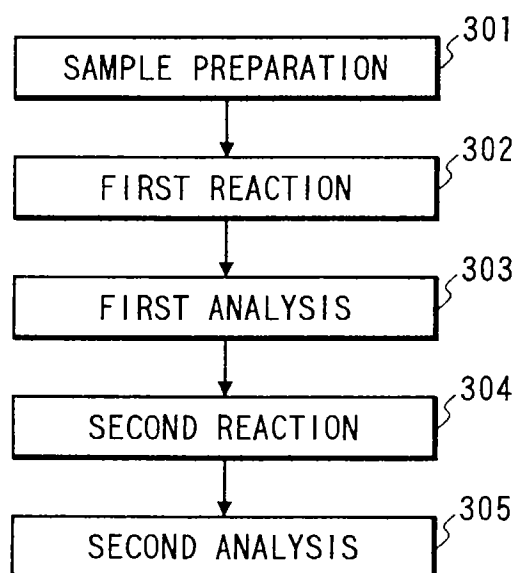 301
SAMPLE PREPARATION
302
FIRST REACTION
303
FIRST ANALYSIS
304
SECOND REACTION
305
SECOND ANALYSIS